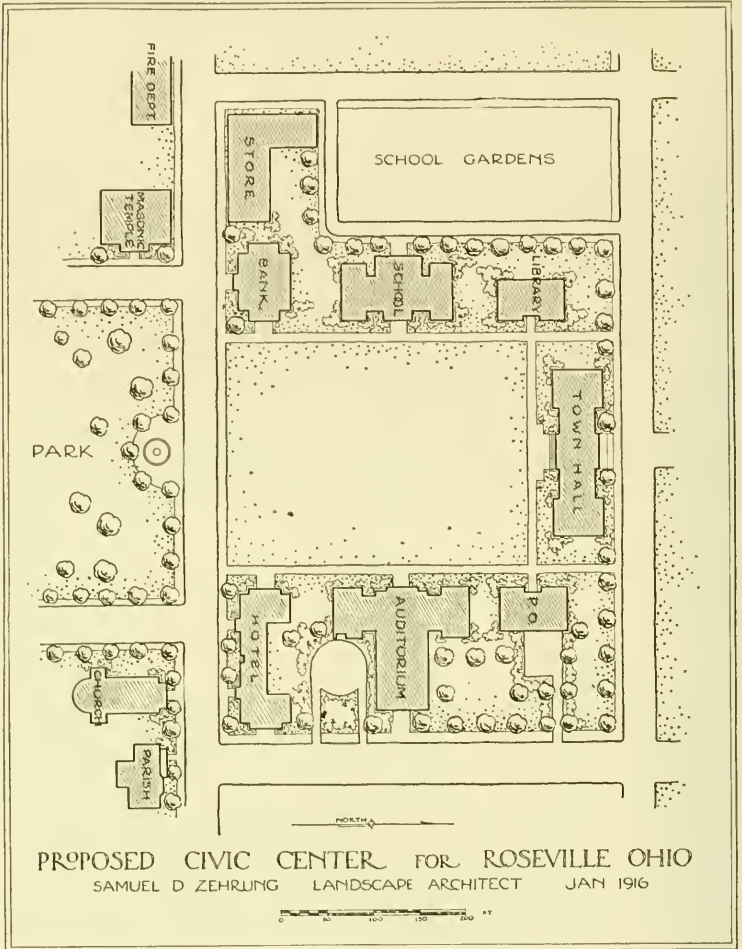 FIRE DEPT.
MASONIC
TEMPLE
STORE
SCHOOL GARDENS
BANK
SCHOOL
LIBRARY
PARK
TOWN HALL
HOTEL
AUDITORIUM
P.O.
CHURCH
PARISH
NORTH
PROPOSED CIVIC CENTER FOR ROSEVILLE OHIO
SAMUEL D ZEHRUNG LANDSCAPE ARCHITECT JAN 1916
0 50 100 150 200 FT